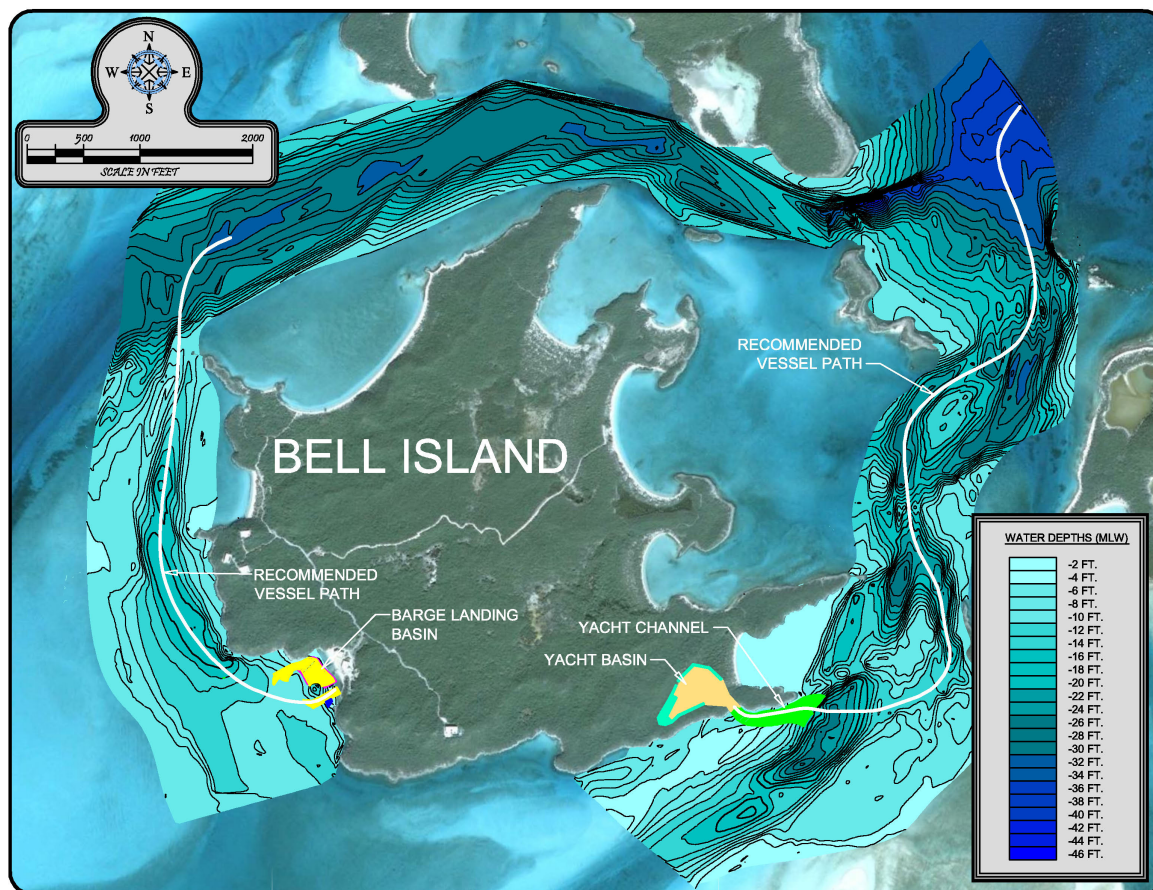 N
W E
S
0 500 1000 2000
SCALE IN FEET
BELL ISLAND
RECOMMENDED
VESSEL PATH
RECOMMENDED
VESSEL PATH
BARGE LANDING
BASIN
YACHT CHANNEL
YACHT BASIN
WATER DEPTHS (MLW)
-2 FT.
-4 FT.
-6 FT.
-8 FT.
-10 FT.
-12 FT.
-14 FT.
-16 FT.
-18 FT.
-20 FT.
-22 FT.
-24 FT.
-26 FT.
-28 FT.
-30 FT.
-32 FT.
-34 FT.
-36 FT.
-38 FT.
-40 FT.
-42 FT.
-44 FT.
-46 FT.